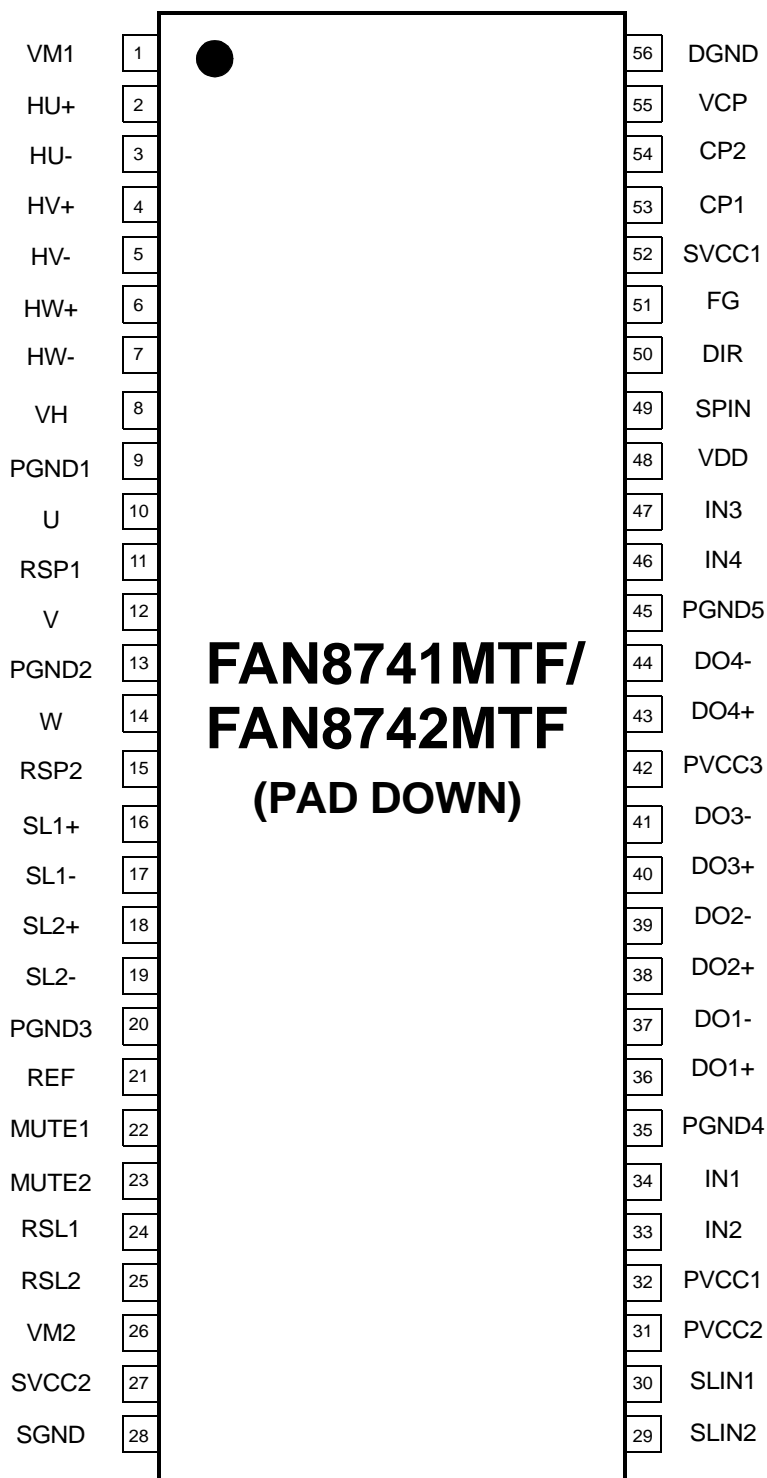 VM1 1
HU+ 2
HU- 3
HV+ 4
HV- 5
HW+ 6
HW- 7
VH 8
PGND1 9
U 10
RSP1 11
V 12
PGND2 13
W 14
RSP2 15
SL1+ 16
SL1- 17
SL2+ 18
SL2- 19
PGND3 20
REF 21
MUTE1 22
MUTE2 23
RSL1 24
RSL2 25
VM2 26
SVCC2 27
SGND 28
FAN8741MTF/
FAN8742MTF
(PAD DOWN)
56 DGND
55 VCP
54 CP2
53 CP1
52 SVCC1
51 FG
50 DIR
49 SPIN
48 VDD
47 IN3
46 IN4
45 PGND5
44 DO4-
43 DO4+
42 PVCC3
41 DO3-
40 DO3+
39 DO2-
38 DO2+
37 DO1-
36 DO1+
35 PGND4
34 IN1
33 IN2
32 PVCC1
31 PVCC2
30 SLIN1
29 SLIN2